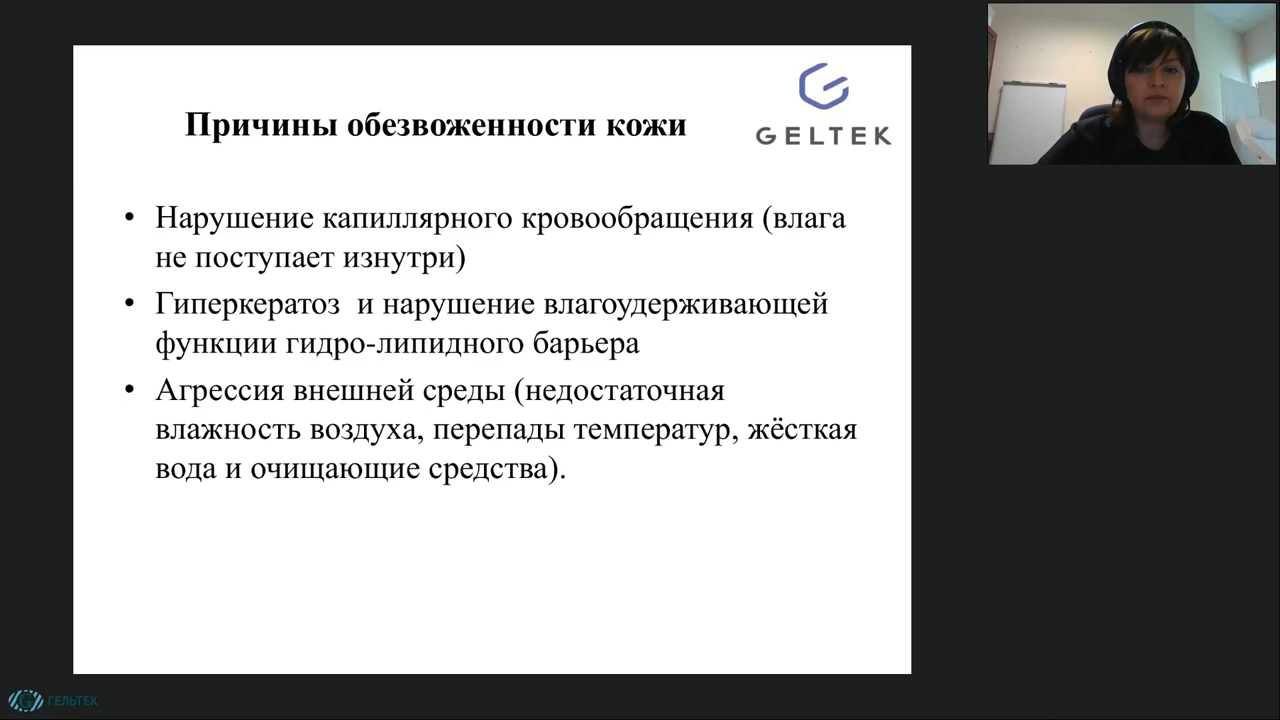 Причины обезвоженности кожи
GELTEK
• Нарушение капиллярного кровообращения (влага
не поступает изнутри)
• Гиперкератоз и нарушение влагоудерживающей
функции гидро-липидного барьера
• Агрессия внешней среды (недостаточная
влажность воздуха, перепады температур, жёсткая
вода и очищающие средства).
ГЕЛЬТЕК